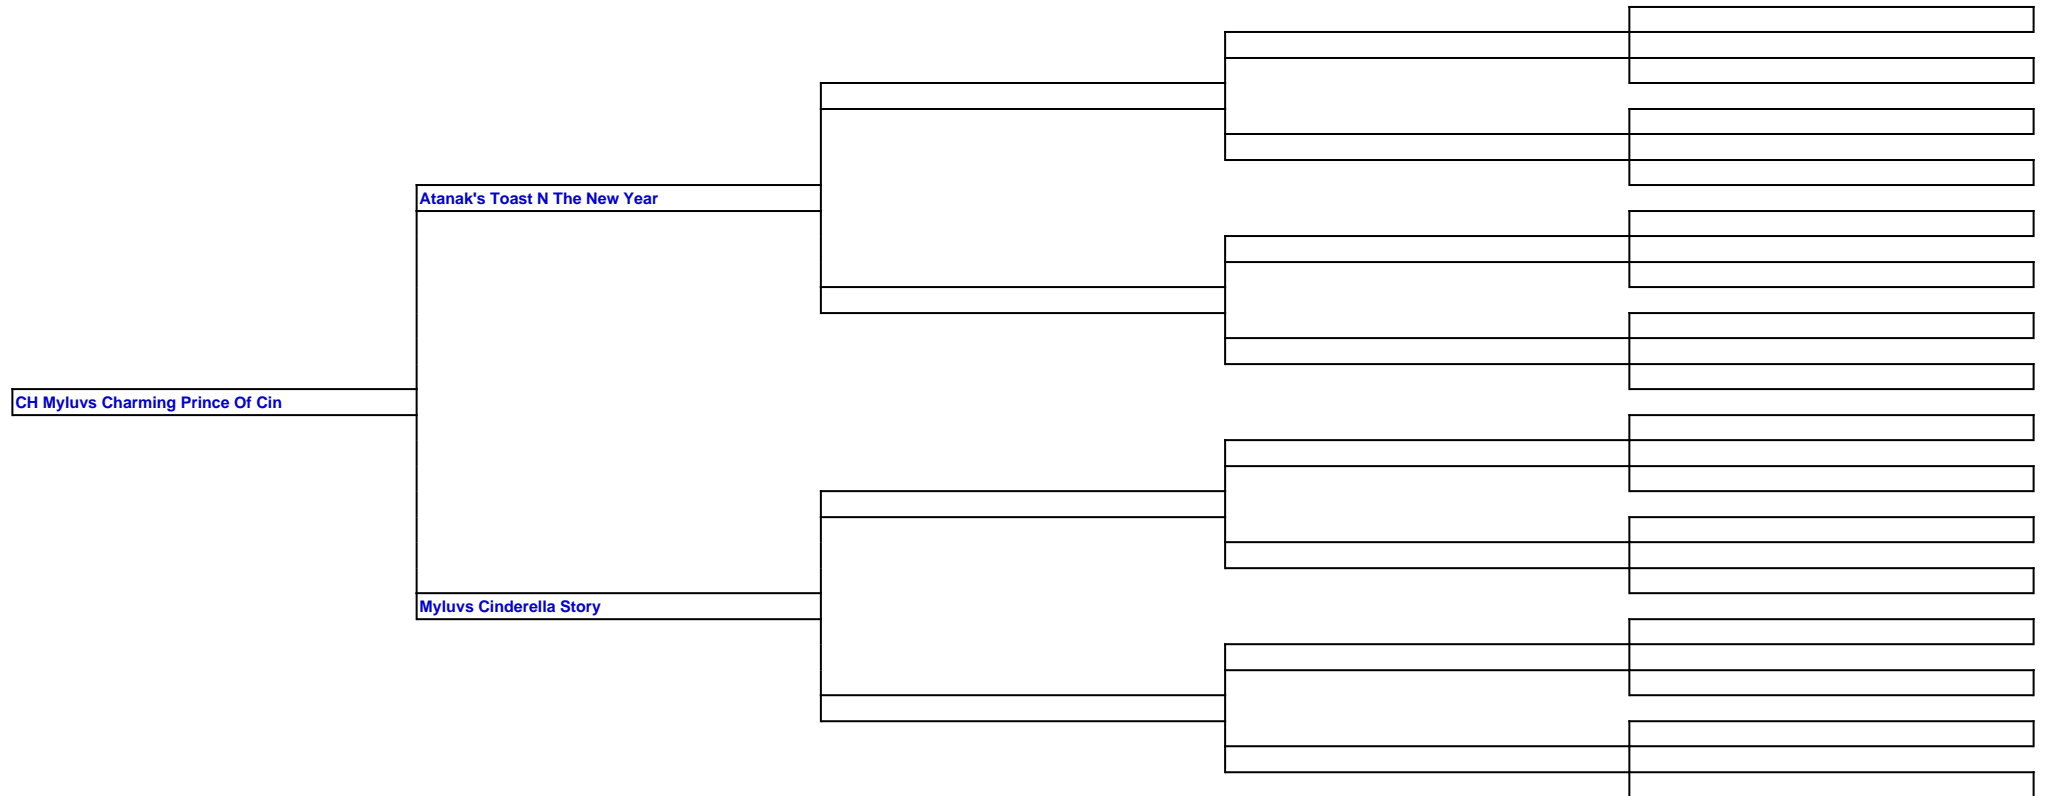 Atanak's Toast N The New Year
CH Myluvs Charming Prince Of Cin
Myluvs Cinderella Story